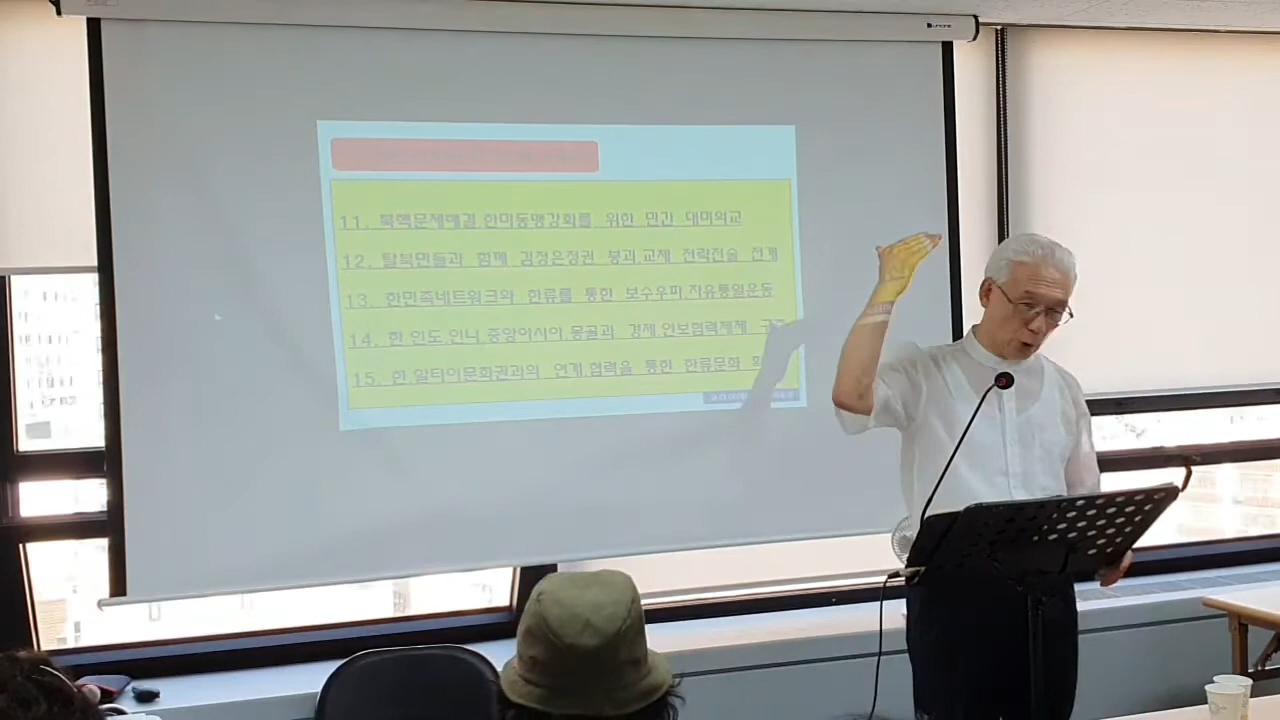 11. 북핵문제해결 한미동맹강화를 위한 민간 대미외교
12. 탈북민들과 함께 김정은정권 붕괴,교체 전략전술 전개
13. 한민족네트워크와 한류를 통한 보수우파,자유통일운동
14. 한,인도,인니,중앙아시아,몽골과 경제,안보협력체제
15. 한,알타이문화권과의 연계,협력을 통한 한류문화